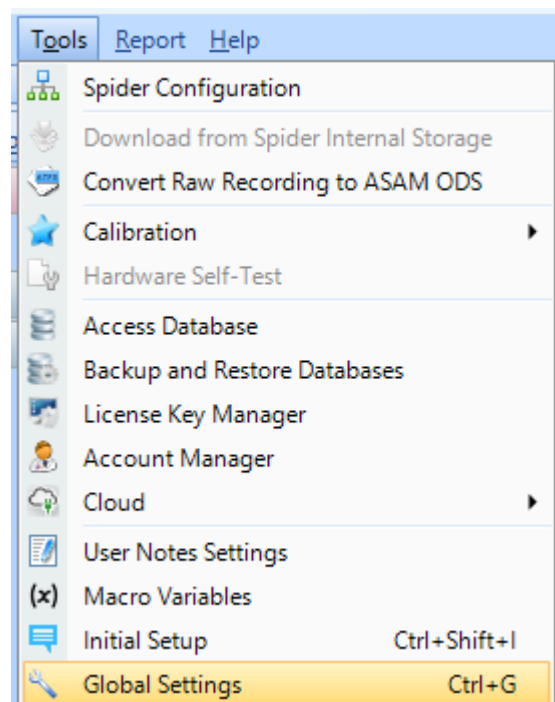 Tools Report Help
Spider Configuration
Download from Spider Internal Storage
Convert Raw Recording to ASAM ODS
Calibration
Hardware Self-Test
Access Database
Backup and Restore Databases
License Key Manager
Account Manager
Cloud
User Notes Settings
(x) Macro Variables
Initial Setup Ctrl+Shift+I
Global Settings Ctrl+G